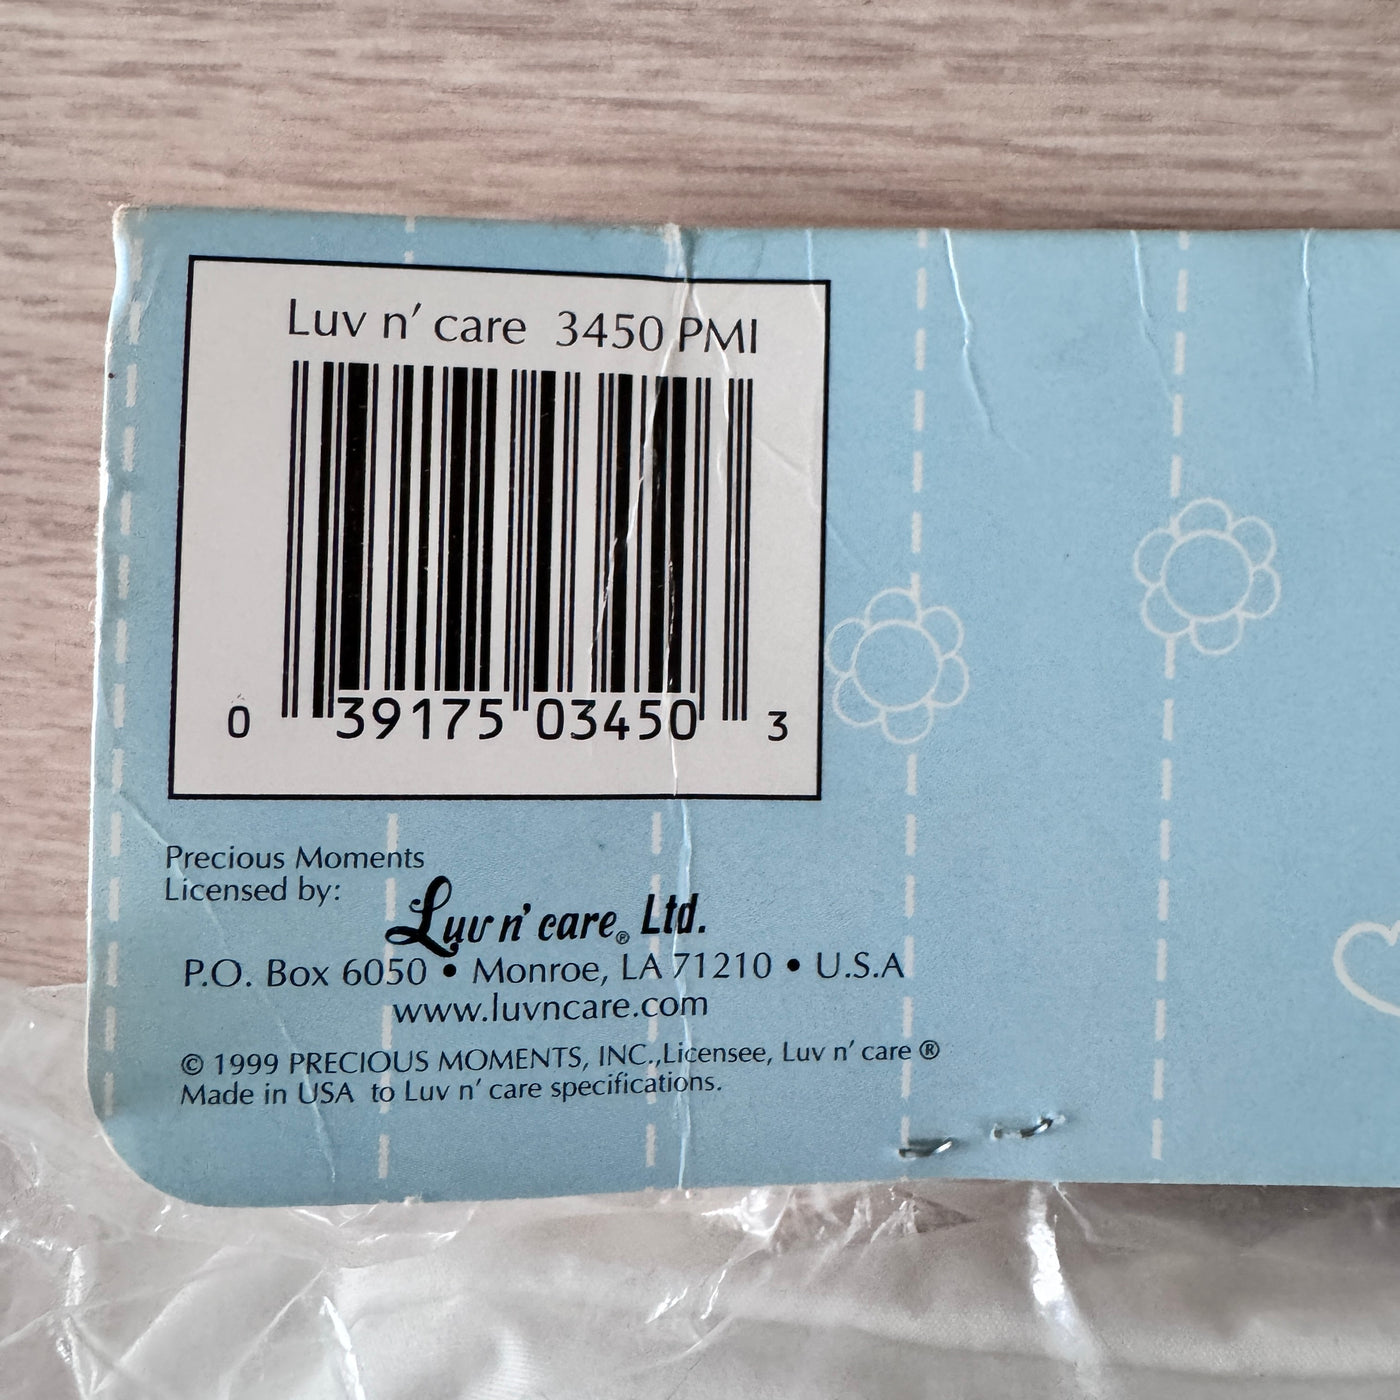 Luv n' care 3450 PMI
0 39175 03450 3
Precious Moments
Licensed by:
Luv n' care® Ltd.
P.O. Box 6050 • Monroe, LA 71210 • U.S.A
www.luvncare.com
© 1999 PRECIOUS MOMENTS, INC.,Licensee, Luv n' care ®
Made in USA to Luv n' care specifications.